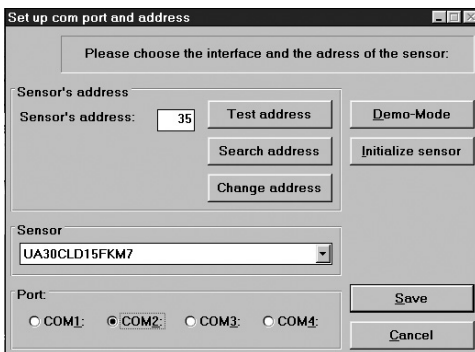 Set up com port and address
Please choose the interface and the adress of the sensor:
Sensor's address
Sensor's address: 35 Test address Demo-Mode
Search address Initialize sensor
Change address
Sensor
UA30CLD15FKM7
Port:
COM1: COM2: COM3: COM4:
Save
Cancel